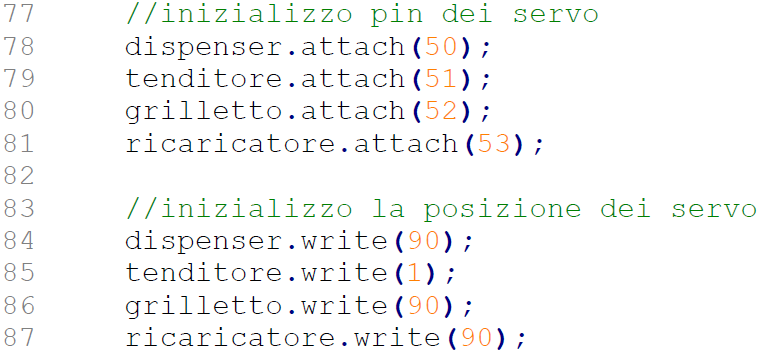 77 //inizializzo pin dei servo
78 dispenser.attach(50);
79 tenditore.attach(51);
80 grilletto.attach(52);
81 ricaricatore.attach(53);
82
83 //inizializzo la posizione dei servo
84 dispenser.write(90);
85 tenditore.write(1);
86 grilletto.write(90);
87 ricaricatore.write(90);